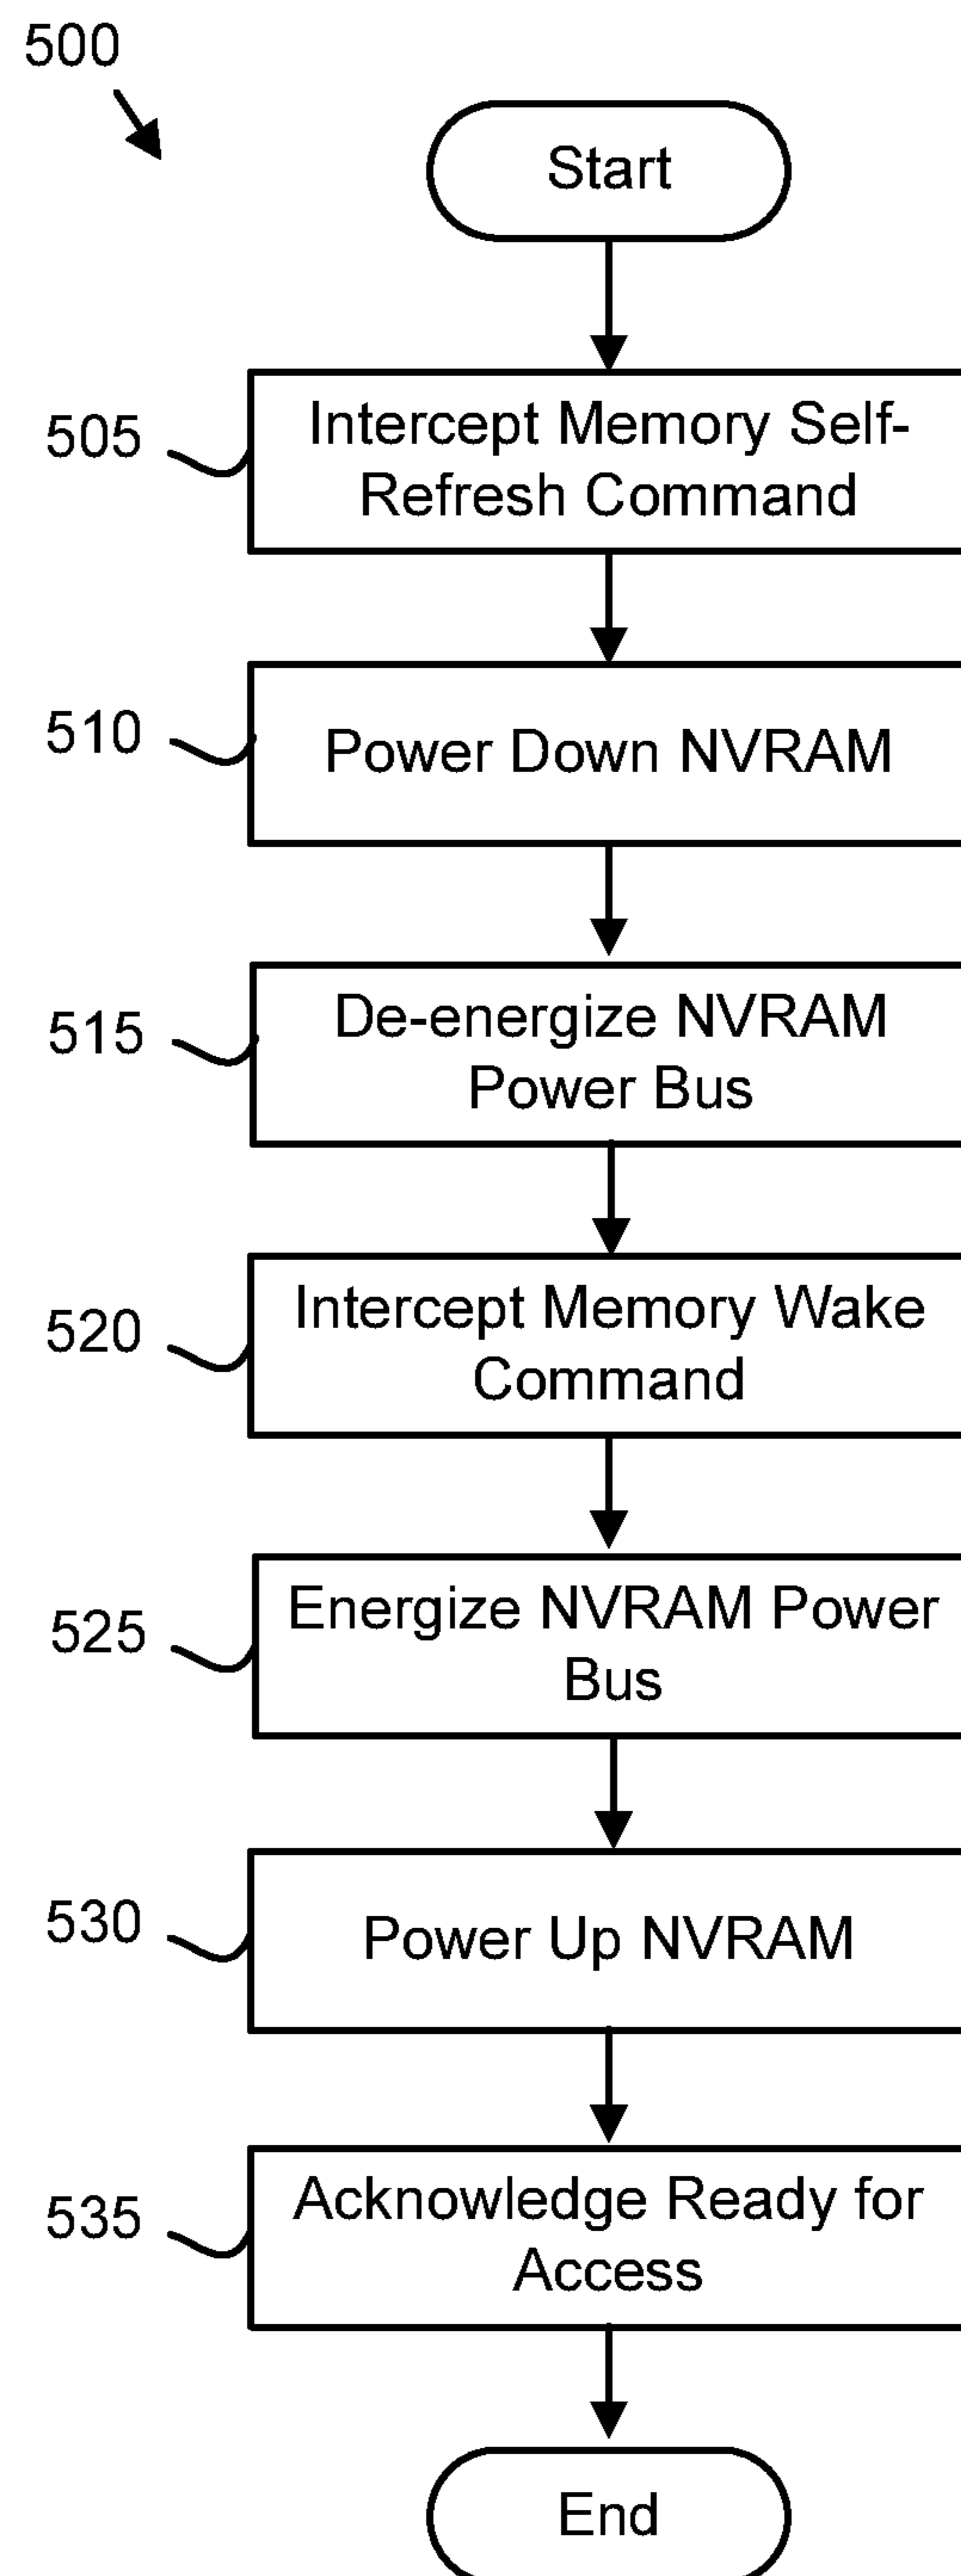 500
Start
505
Intercept Memory Self-
Refresh Command
510
Power Down NVRAM
515
De-energize NVRAM
Power Bus
520
Intercept Memory Wake
Command
525
Energize NVRAM Power
Bus
530
Power Up NVRAM
535
Acknowledge Ready for
Access
End